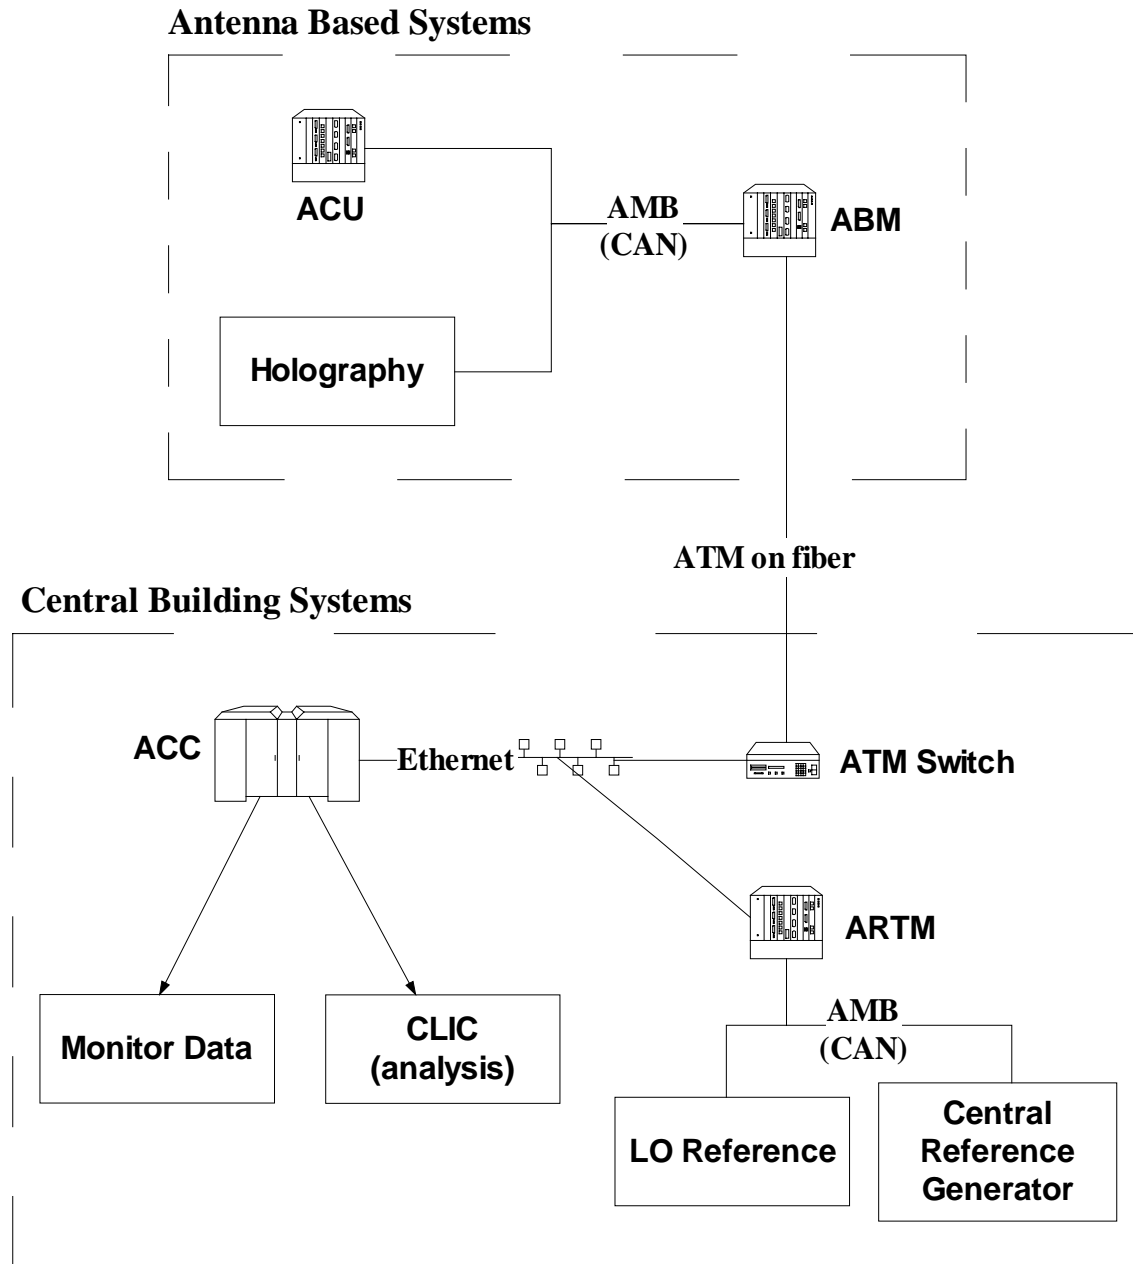 Antenna Based Systems
ACU
AMB
(CAN)
ABM
Holography
ATM on fiber
Central Building Systems
ACC
Ethernet
ATM Switch
ARTM
Monitor Data
CLIC
(analysis)
AMB
(CAN)
LO Reference
Central
Reference
Generator